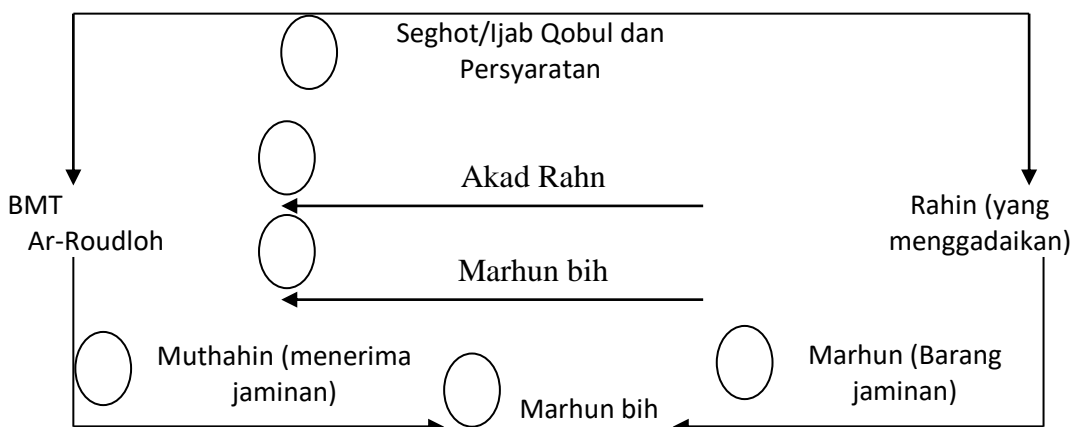 Seghot/Ijab Qobul dan
Persyaratan
Akad Rahn
BMT
Ar-Roudloh
Rahin (yang
menggadaikan)
Marhun bih
Muthahin (menerima
jaminan)
Marhun (Barang
jaminan)
Marhun bih